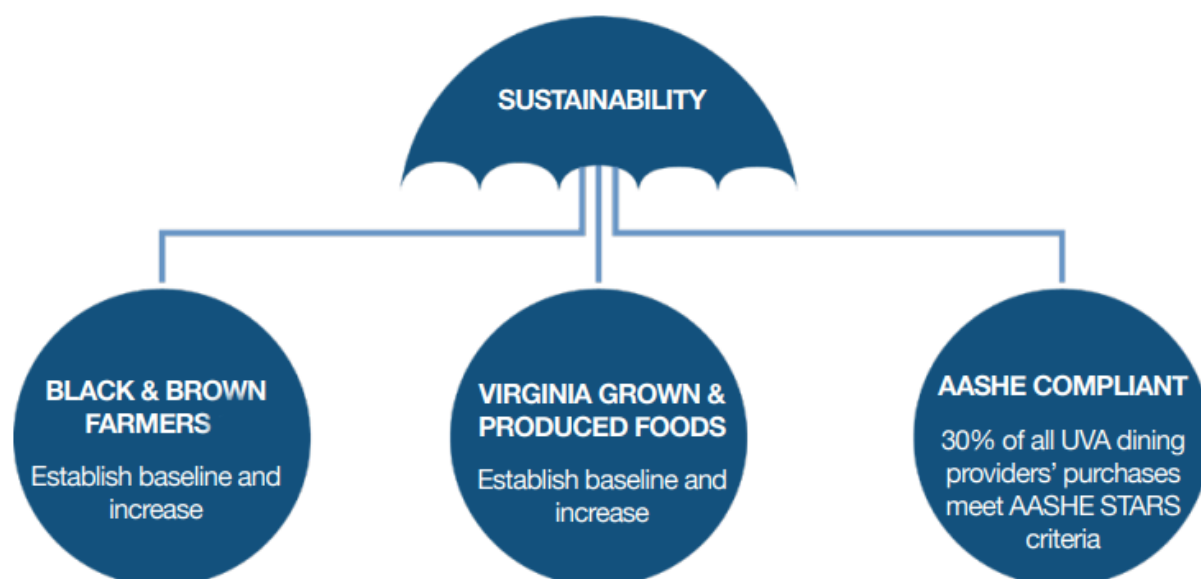 SUSTAINABILITY
BLACK & BROWN
FARMERS
Establish baseline and
increase
VIRGINIA GROWN &
PRODUCED FOODS
Establish baseline and
increase
AASHE COMPLIANT
30% of all UVA dining
providers’ purchases
meet AASHE STARS
criteria